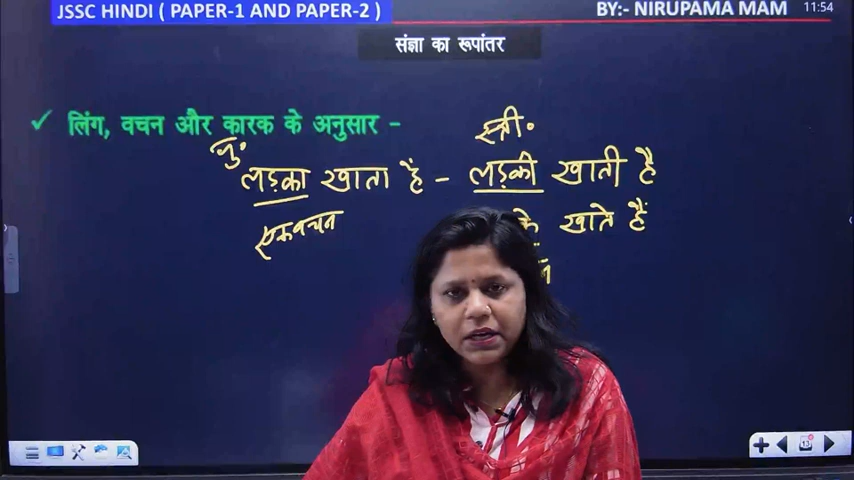 JSSC HINDI ( PAPER-1 AND PAPER-2 )
BY:- NIRUPAMA MAM
11:54
संज्ञा का रूपांतर
✓ लिंग, वचन और कारक के अनुसार -
पु॰ स्त्री॰
लड़का खाता है - लड़की खाती है
एकवचन के खाते हैं